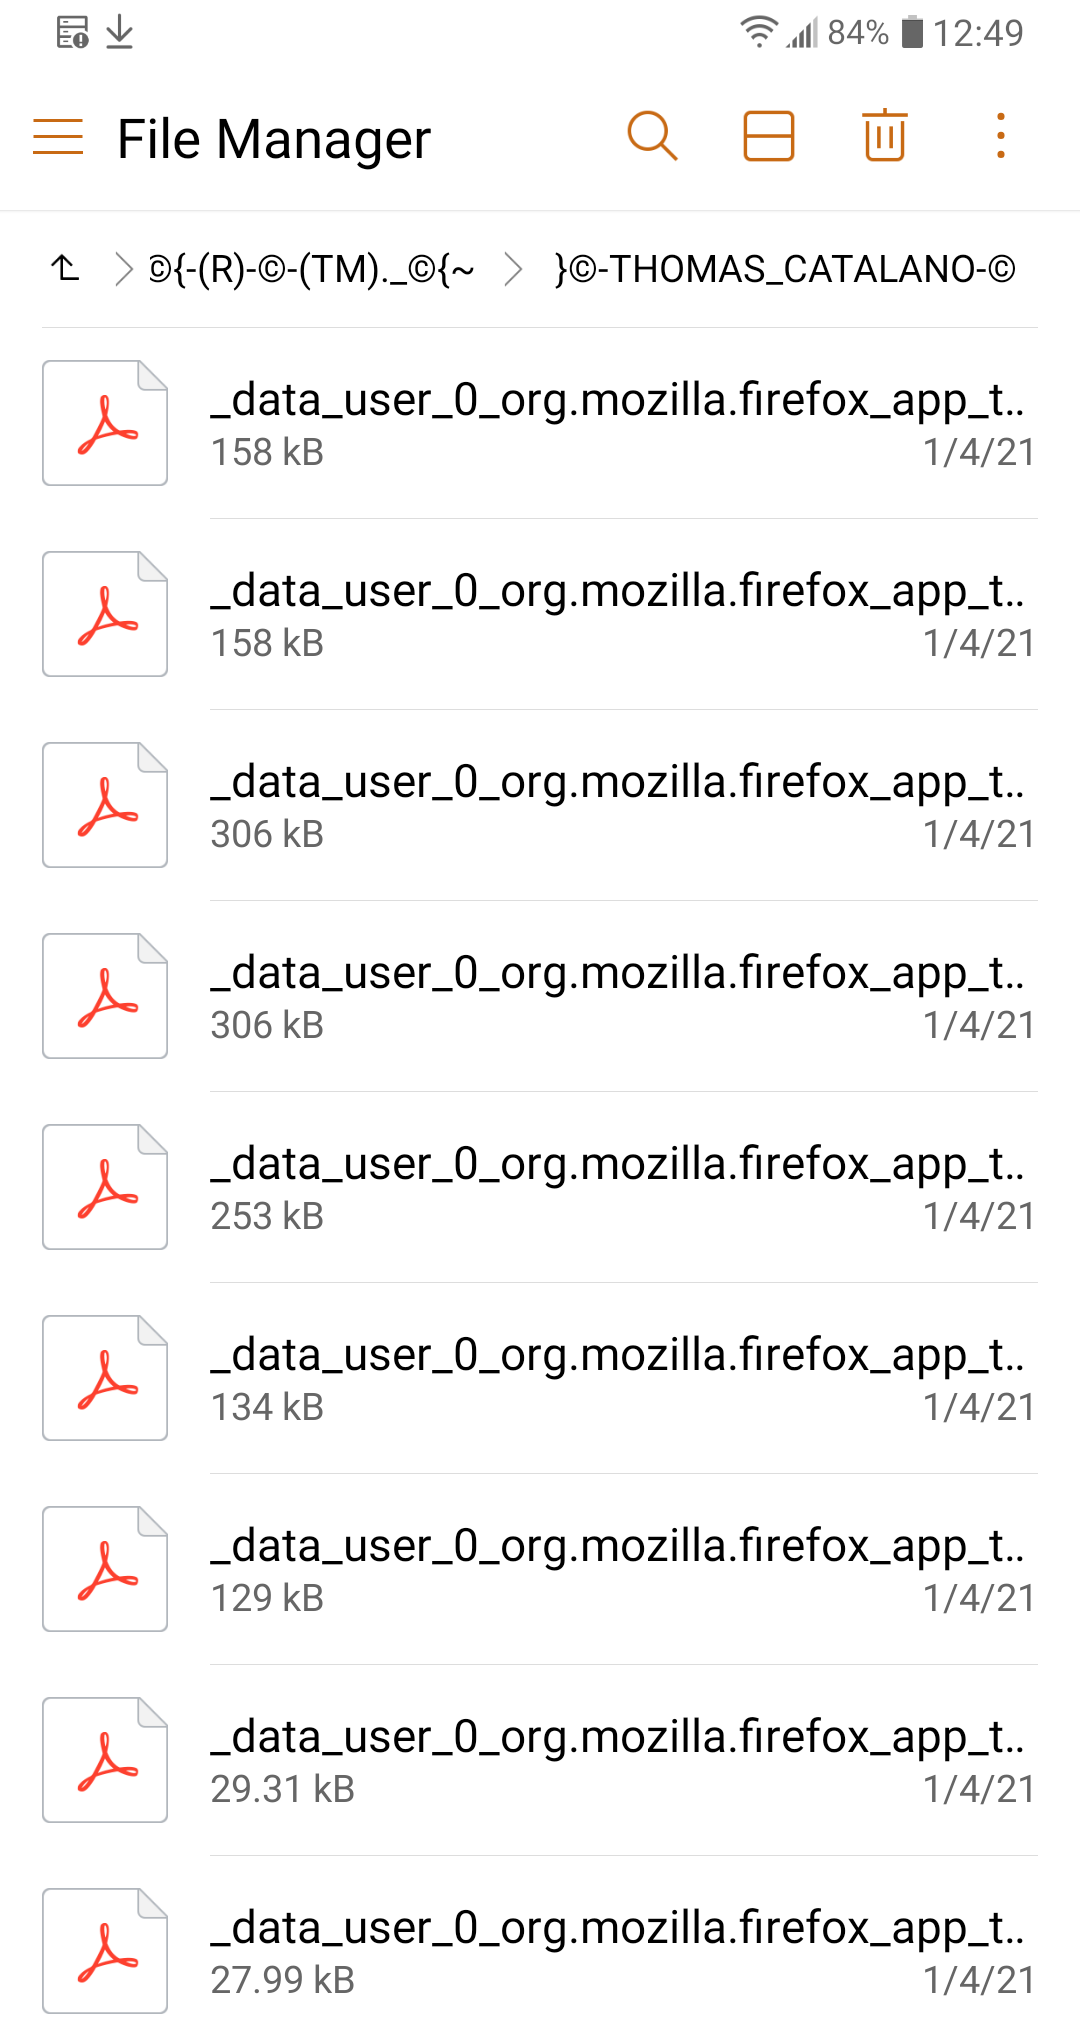 84% 12:49
File Manager
©{-(R)-©-(TM)._©{~ }©-THOMAS_CATALANO-©
_data_user_0_org.mozilla.firefox_app_t..
158 kB 1/4/21
_data_user_0_org.mozilla.firefox_app_t..
158 kB 1/4/21
_data_user_0_org.mozilla.firefox_app_t..
306 kB 1/4/21
_data_user_0_org.mozilla.firefox_app_t..
306 kB 1/4/21
_data_user_0_org.mozilla.firefox_app_t..
253 kB 1/4/21
_data_user_0_org.mozilla.firefox_app_t..
134 kB 1/4/21
_data_user_0_org.mozilla.firefox_app_t..
129 kB 1/4/21
_data_user_0_org.mozilla.firefox_app_t..
29.31 kB 1/4/21
_data_user_0_org.mozilla.firefox_app_t..
27.99 kB 1/4/21